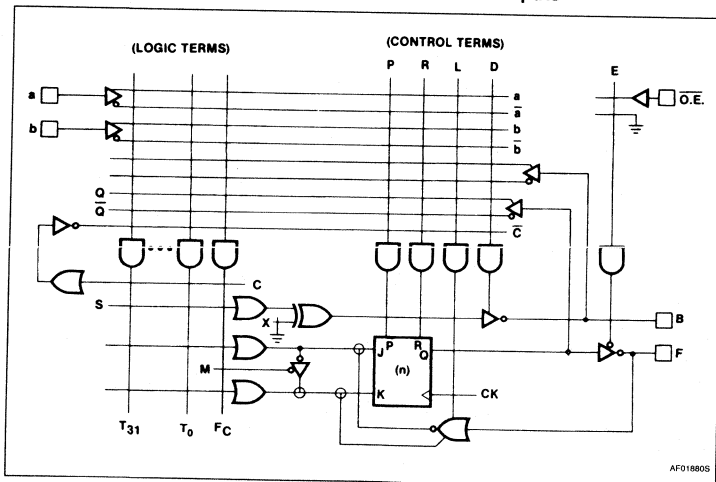 (LOGIC TERMS)
(CONTROL TERMS)
P R L D
E
a
a
O.E.
a
b
b
b
Q
Q
C
C
S
X
B
P R
J Q
F
M
(n)
K
CK
T31 T0 FC
AF01880S